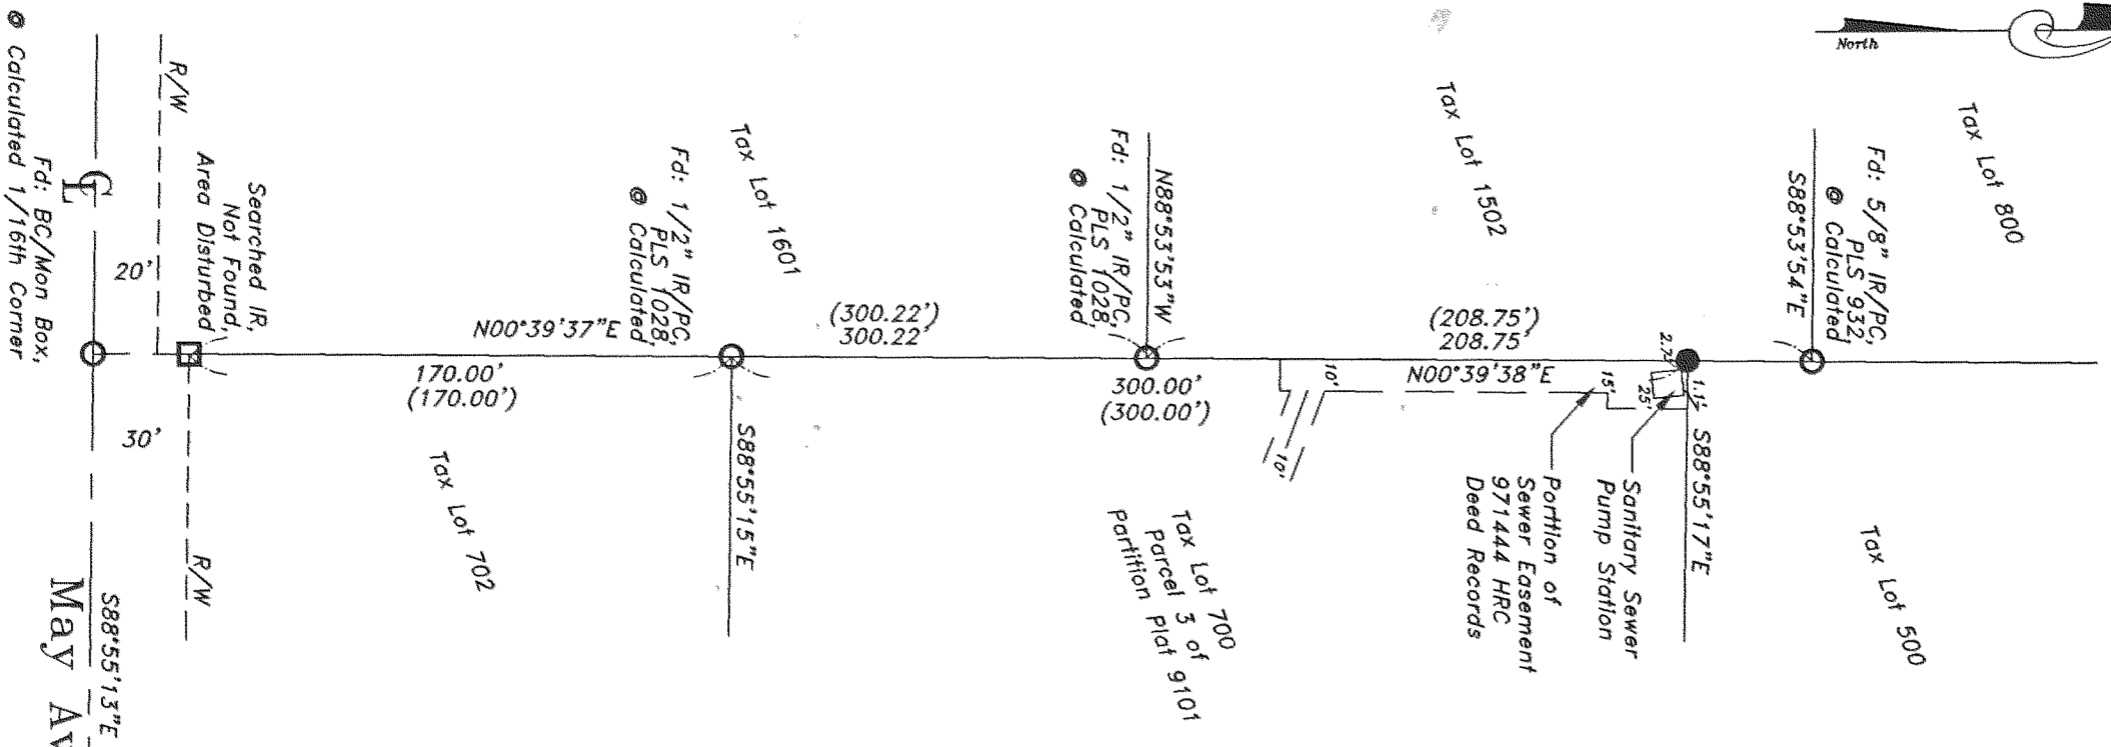 North
Tax Lot 800
Fd: 5/8" IR/PC,
PLS 932,
@ Calculated
S88°53'54"E
Tax Lot 1502
(208.75')
208.75'
N88°53'53"W
Fd: 1/2" IR/PC,
PLS 1028,
@ Calculated
Tax Lot 1601
(300.22')
300.22'
Fd: 1/2" IR/PC,
PLS 1028,
@ Calculated
N00°39'37"E
Searched IR,
Not Found,
Area Disturbed
R/W
CL
20'
Fd: BC/Mon Box,
@ Calculated 1/16th Corner
30'
170.00'
(170.00')
Tax Lot 702
R/W
S88°55'13"E
May Av
S88°55'15"E
300.00'
(300.00')
10'
10'
Tax Lot 700
Parcel 3 of
Partition Plat 9101
N00°39'38"E
15'
25'
1.1'
S88°55'17"E
Sanitary Sewer
Pump Station
Portion of
Sewer Easement
971444 HRC
Deed Records
Tax Lot 500